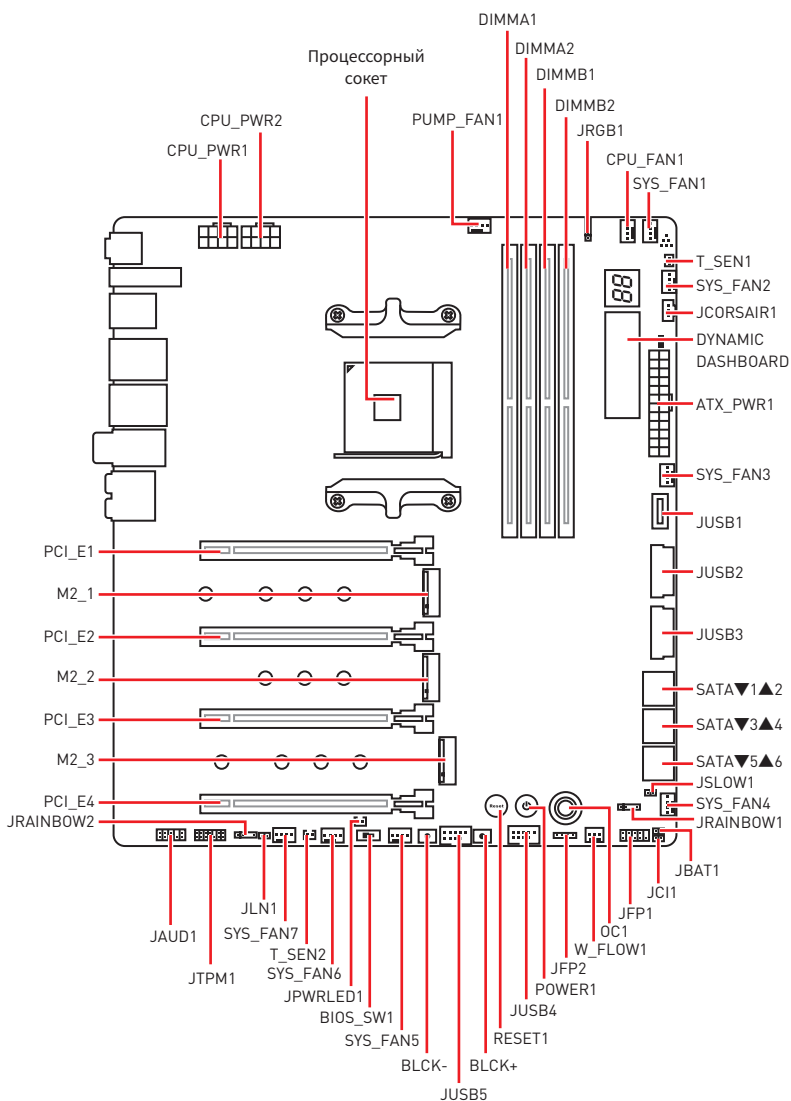 DIMMA1
DIMMA2
DIMMB1
DIMMB2
Процессорный
сокет
PUMP_FAN1
JRGB1
CPU_FAN1
SYS_FAN1
CPU_PWR2
CPU_PWR1
T_SEN1
SYS_FAN2
JCORSAIR1
DYNAMIC
DASHBOARD
88
ATX_PWR1
SYS_FAN3
JUSB1
JUSB2
JUSB3
PCI_E1
M2_1
PCI_E2
M2_2
PCI_E3
M2_3
PCI_E4
JRAINBOW2
SATA▼1▲2
SATA▼3▲4
SATA▼5▲6
JSLOW1
SYS_FAN4
JRAINBOW1
JBAT1
JCI1
JFP1
OC1
W_FLOW1
JFP2
POWER1
JUSB4
RESET1
Reset
BLCK+
JUSB5
BLCK-
SYS_FAN5
BIOS_SW1
JPWRLED1
SYS_FAN6
T_SEN2
SYS_FAN7
JLN1
JTPM1
JAUD1